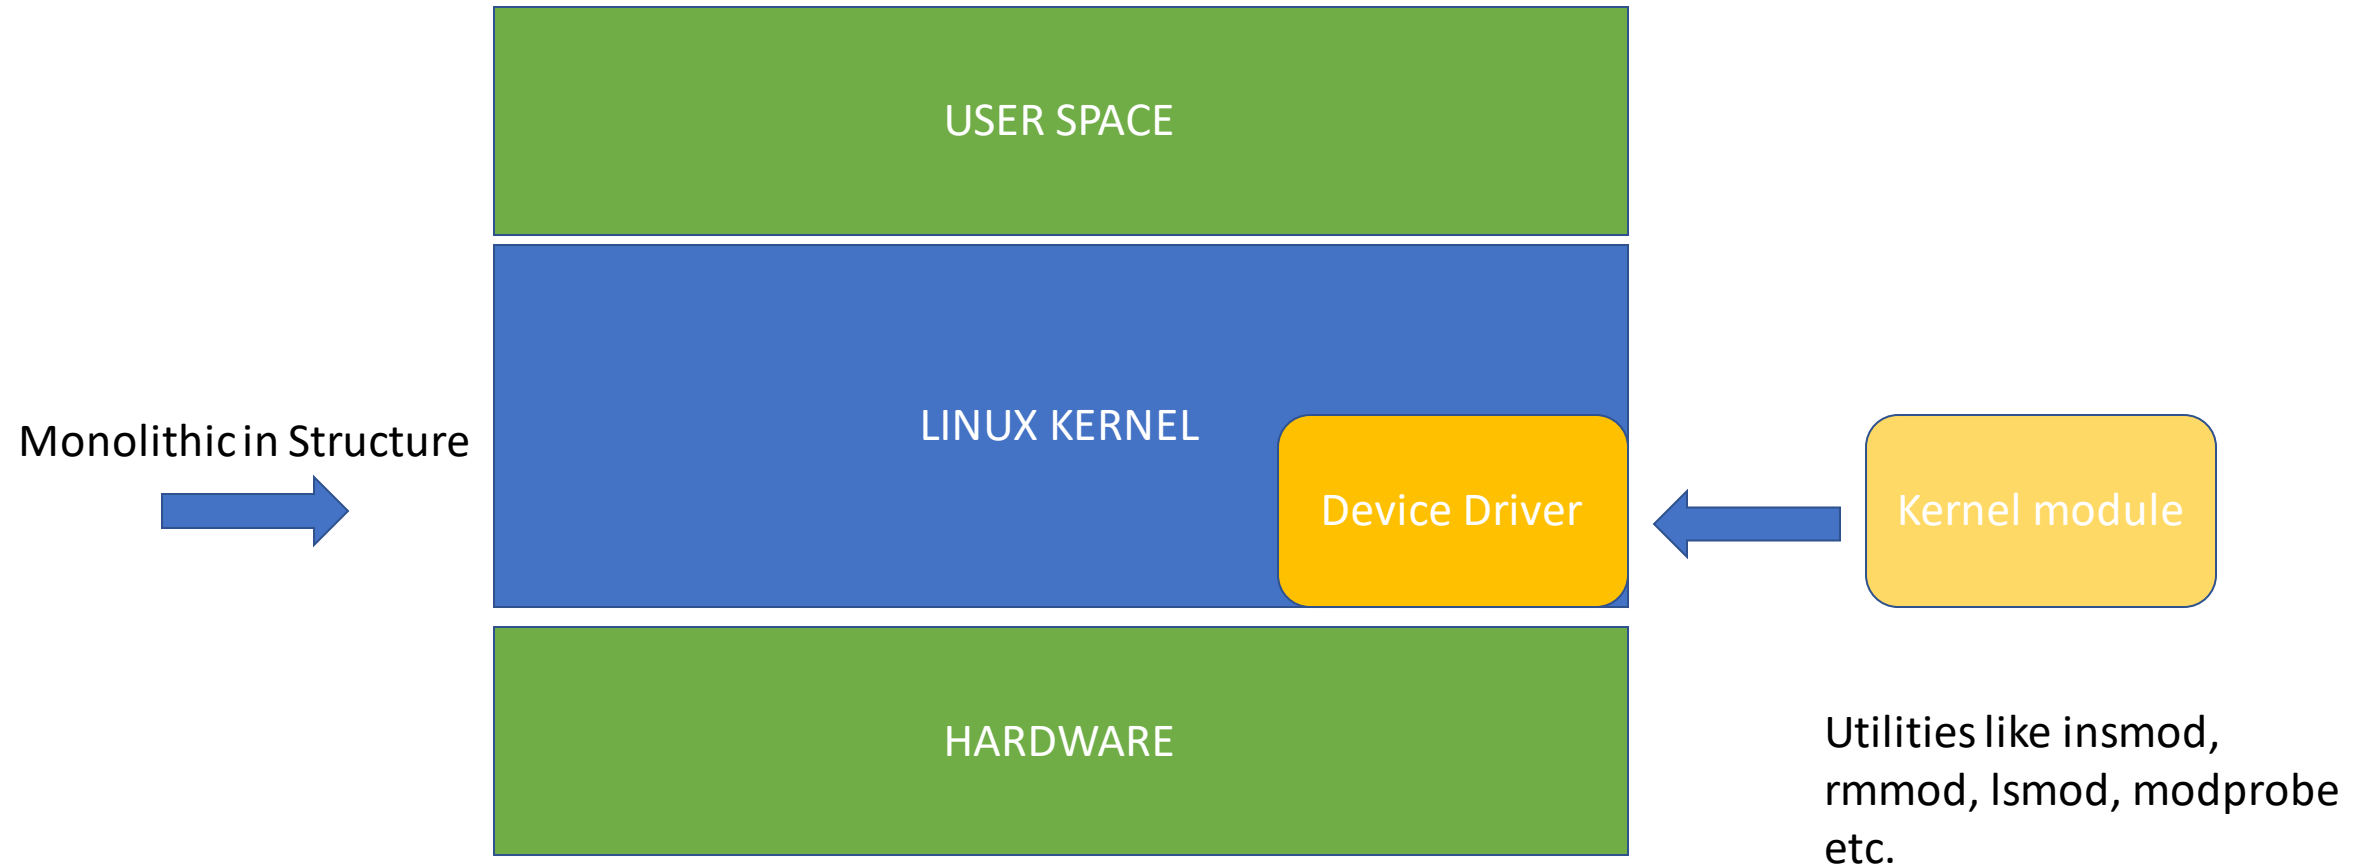 USER SPACE
LINUX KERNEL
Monolithic in Structure
Device Driver
Kernel module
HARDWARE
Utilities like insmod,
rmmod, lsmod, modprobe
etc.